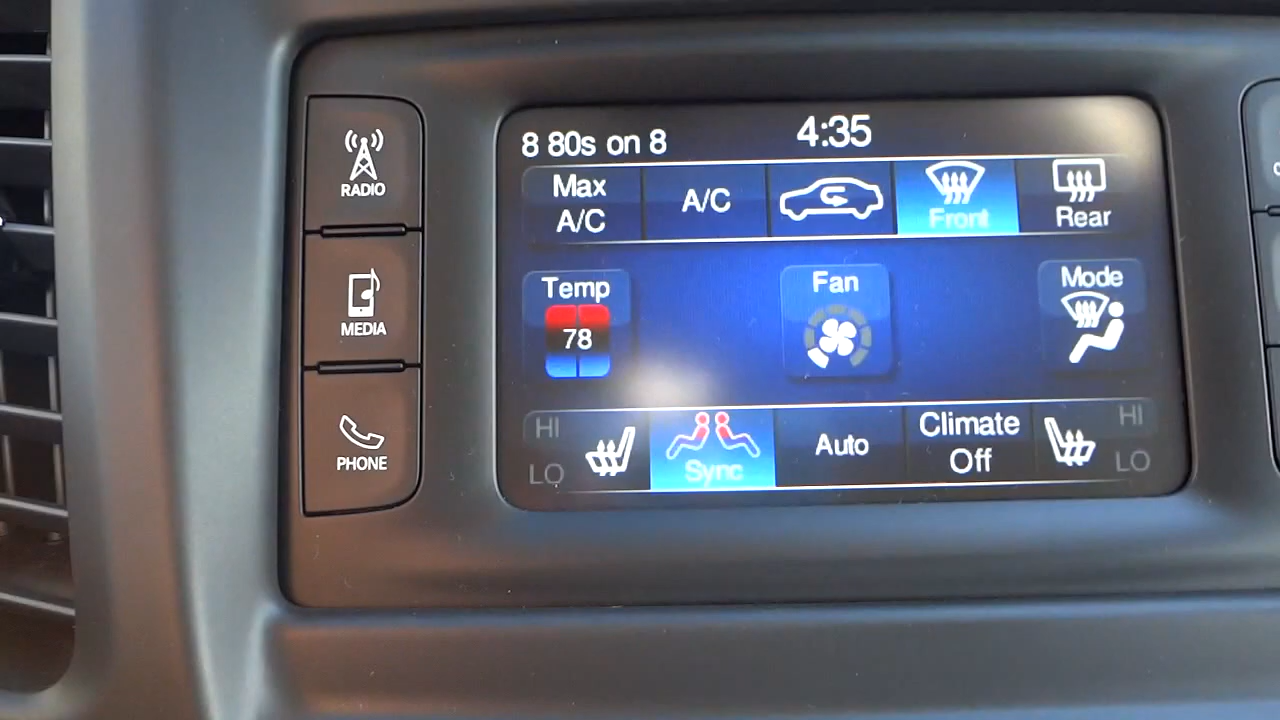 8 80s on 8
4:35
Max
A/C
A/C
Front
Rear
RADIO
MEDIA
PHONE
Temp
78
Fan
Mode
HI
LO
Sync
Auto
Climate
Off
HI
LO